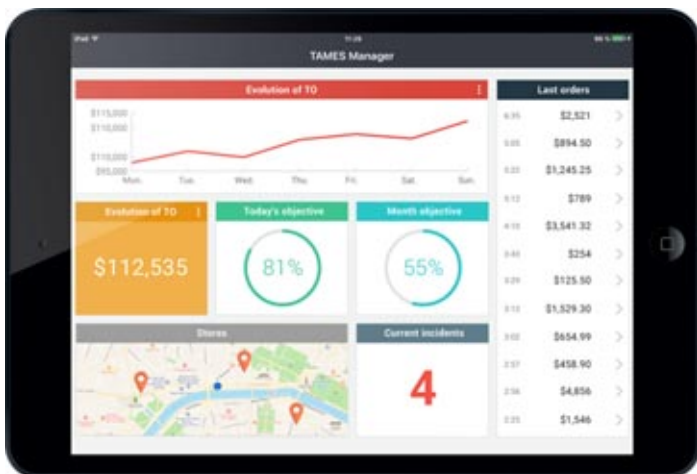 iPad
11:26
TAMES Manager
Evolution of TO
$115,000
$110,000
$110,000
$95,000
Mon.
Tue.
Wed.
Thu.
Fri.
Sat.
Sun.
Evolution of TO
$112,535
Today's objective
81%
Month objective
55%
Stores
Current incidents
4
Last orders
$2,521
$894.50
$1,245.25
$789
$3,541.32
$254
$125.50
$1,529.30
$654.99
$458.90
$4,856
$1,546